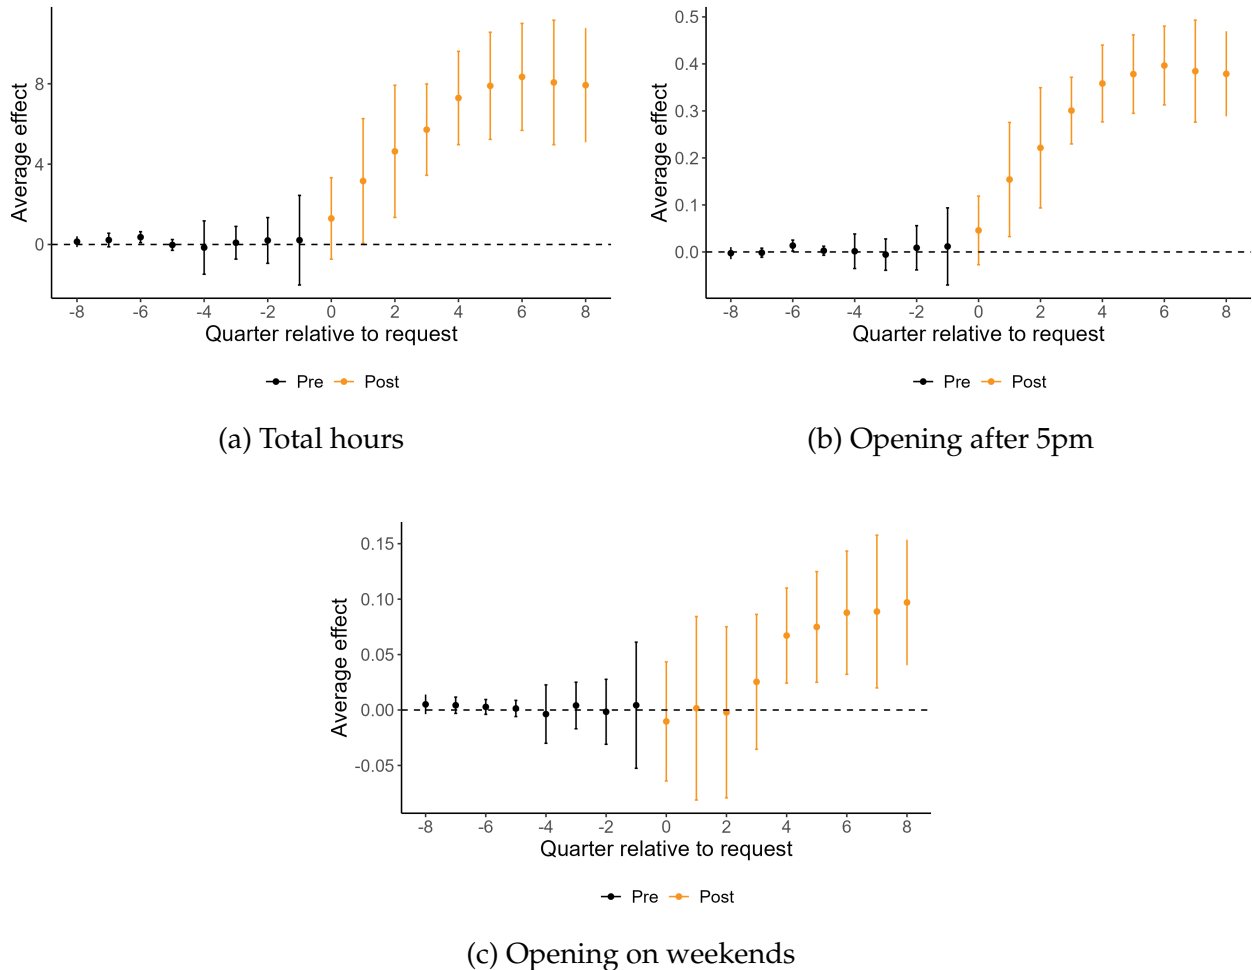 Average effect
8
4
0
-8 -6 -4 -2 0 2 4 6 8
Quarter relative to request
Pre Post
(a) Total hours
Average effect
0.5
0.4
0.3
0.2
0.1
0.0
-8 -6 -4 -2 0 2 4 6 8
Quarter relative to request
Pre Post
(b) Opening after 5pm
Average effect
0.15
0.10
0.05
0.00
-0.05
-8 -6 -4 -2 0 2 4 6 8
Quarter relative to request
Pre Post
(c) Opening on weekends